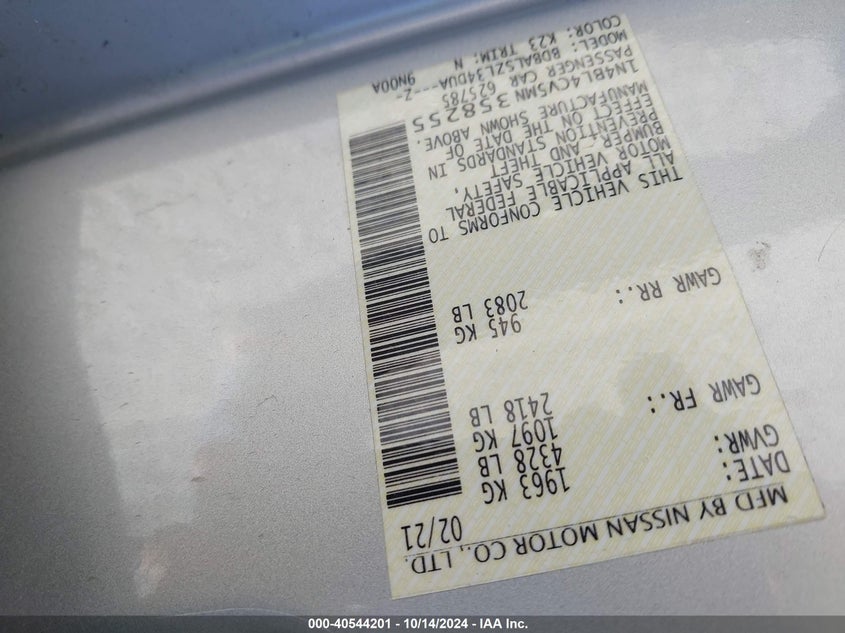 MFD BY NISSAN MOTOR CO., LTD.
DATE: 02/21
GVWR: 1963 KG
4328 LB
GAWR FR.: 1097 KG
2418 LB
GAWR RR.: 945 KG
2083 LB
THIS VEHICLE CONFORMS TO
ALL APPLICABLE FEDERAL
MOTOR VEHICLE SAFETY,
BUMPER AND THEFT
PREVENTION STANDARDS IN
EFFECT ON THE DATE OF
MANUFACTURE SHOWN ABOVE.
1N4BL4CV5MN 358255
PASSENGER CAR 625785
MODEL: BDBALSZL34DUA---Z-
COLOR: K23 TRIM: N 9N00A
000-40544201 - 10/14/2024 - IAA Inc.